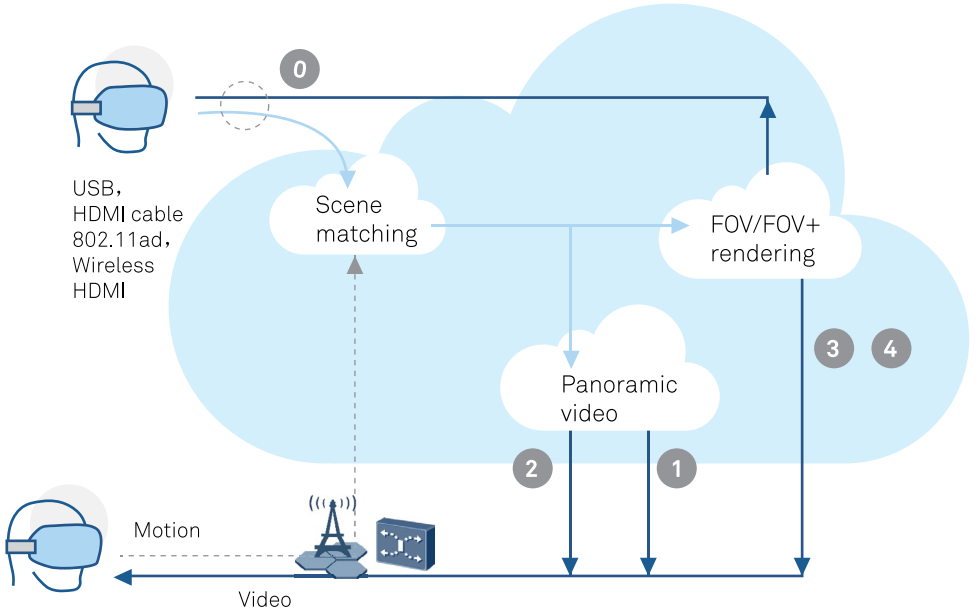 0
USB，
HDMI cable
802.11ad，
Wireless
HDMI
Scene
matching
FOV/FOV+
rendering
3 4
Panoramic
video
2 1
Motion
Video